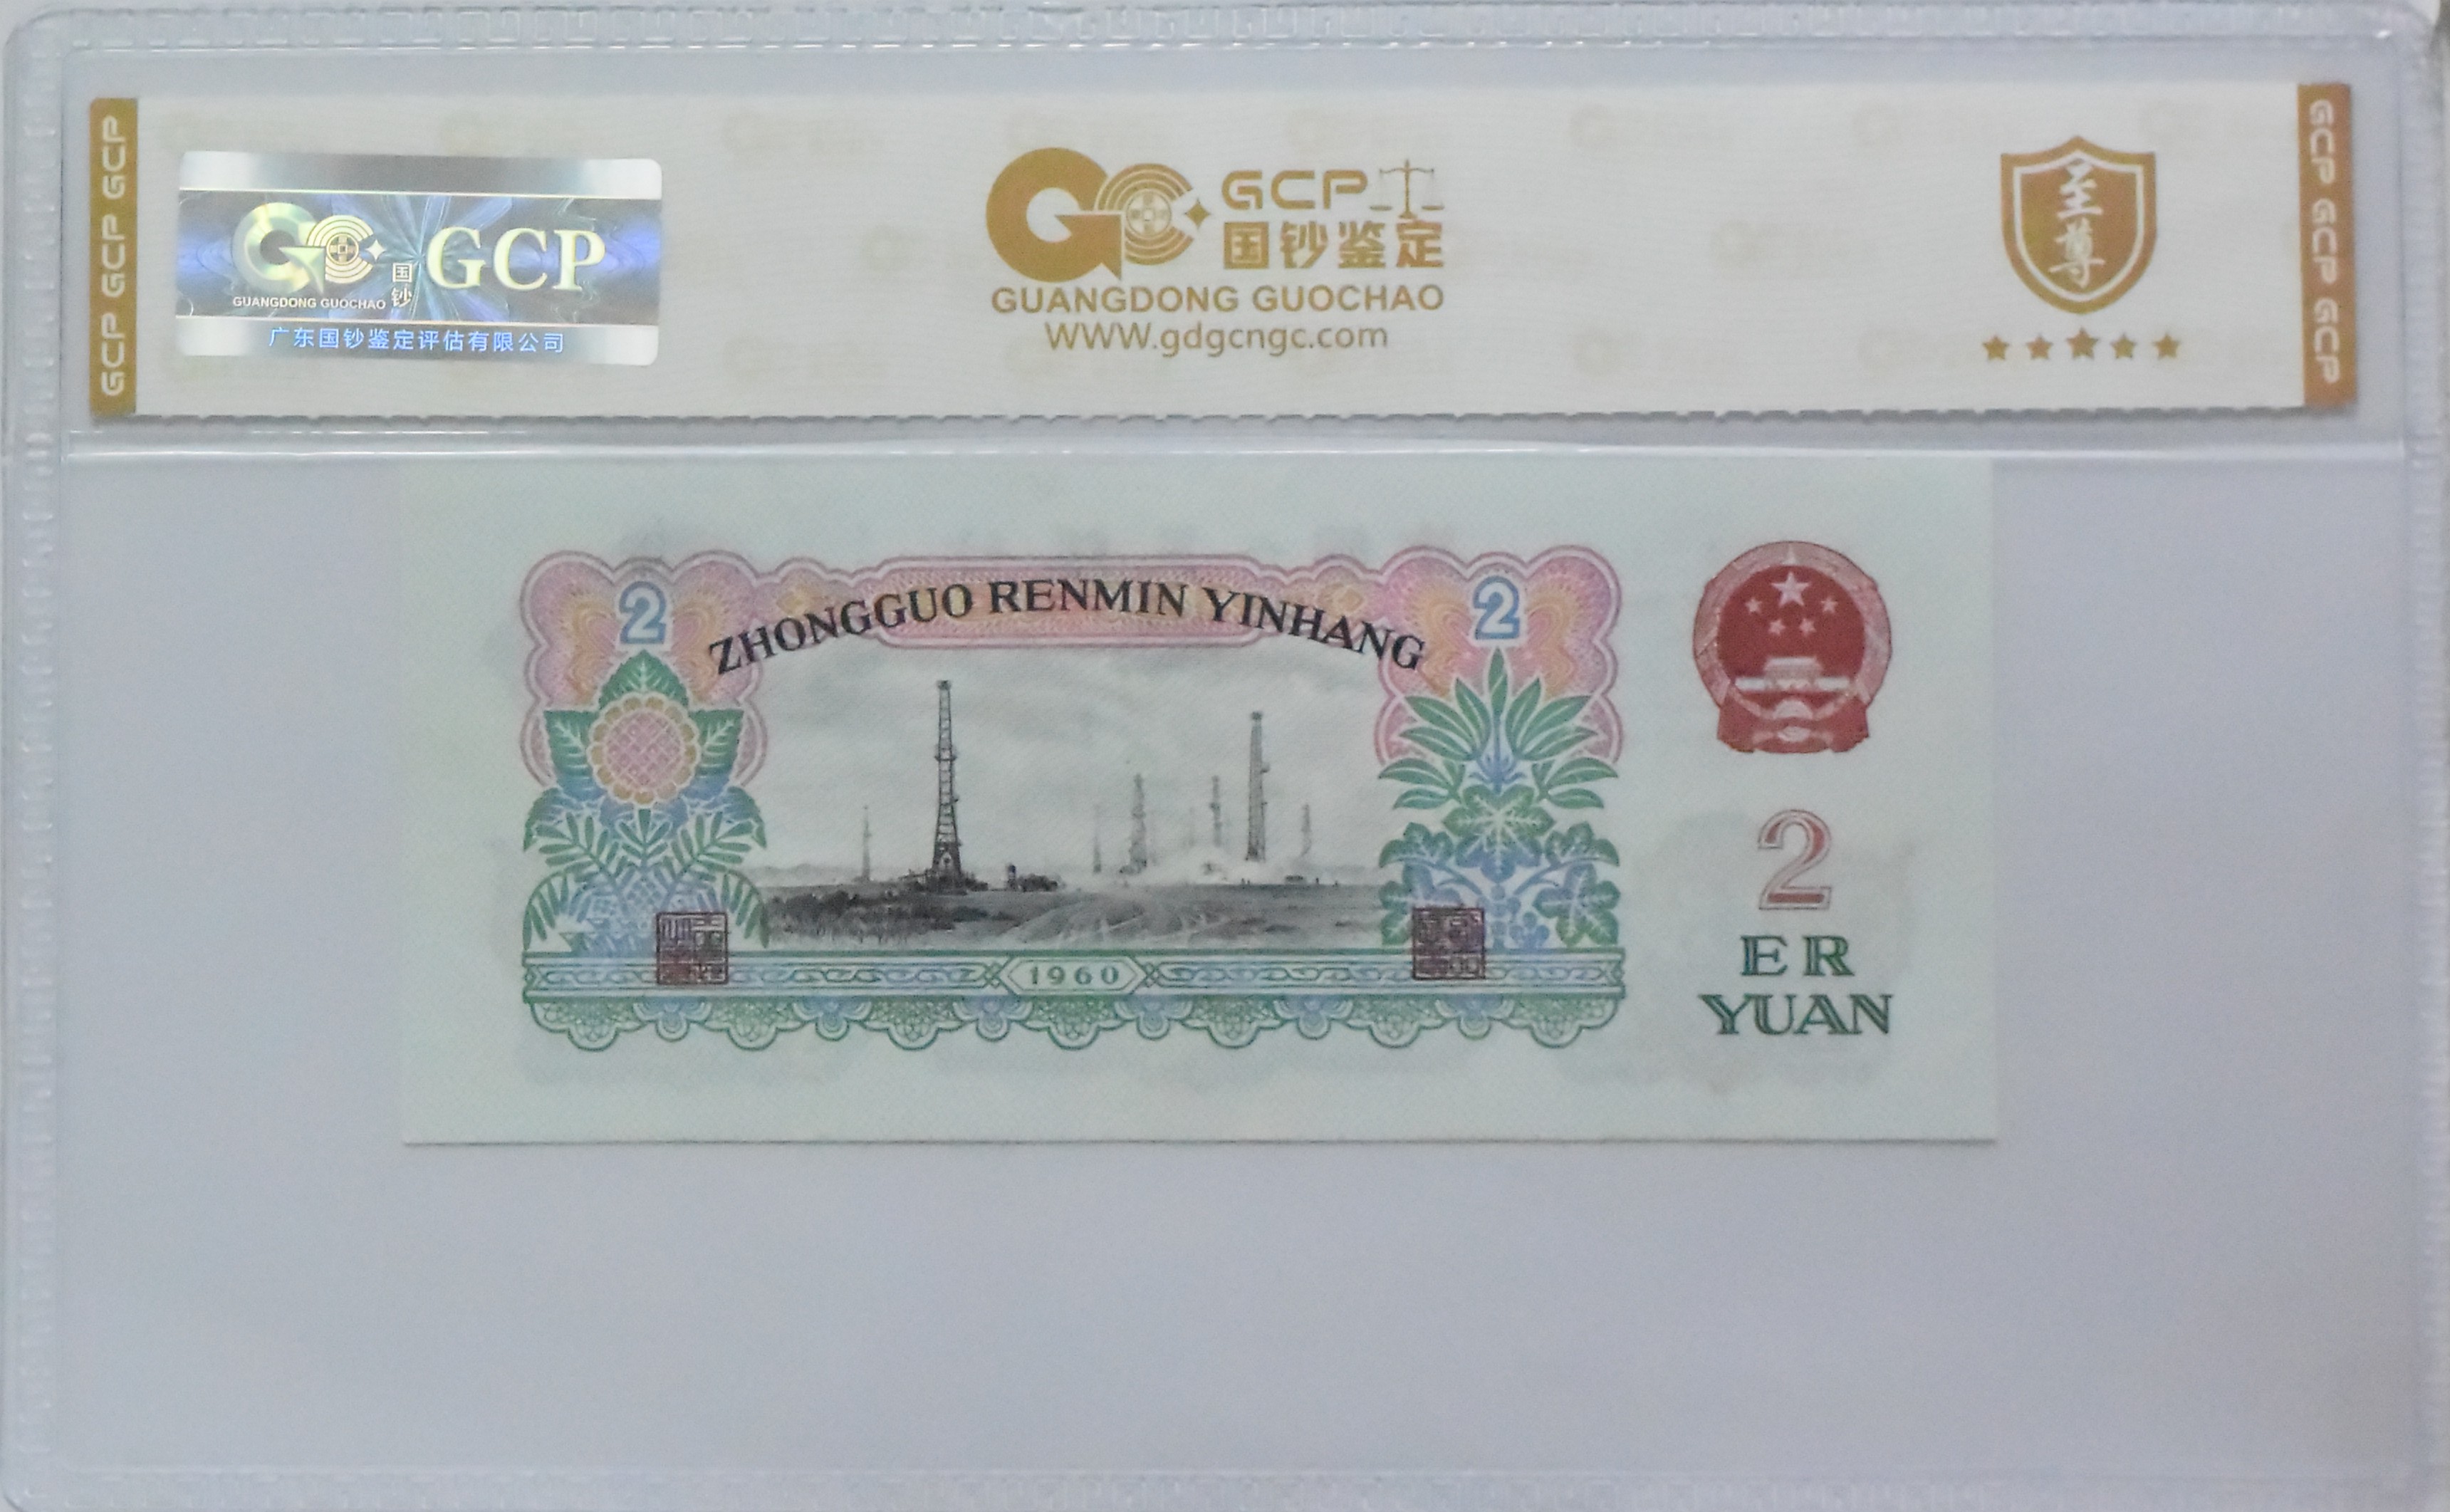 GCP GCP GCP
GCP
国钞
GUANGDONG GUOCHAO
广东国钞鉴定评估有限公司
GCP
国钞鉴定
GUANGDONG GUOCHAO
WWW.gdgcngc.com
至尊
GCP GCP GCP
ZHONGGUO RENMIN YINHANG
2
2
1960
2
ER
YUAN